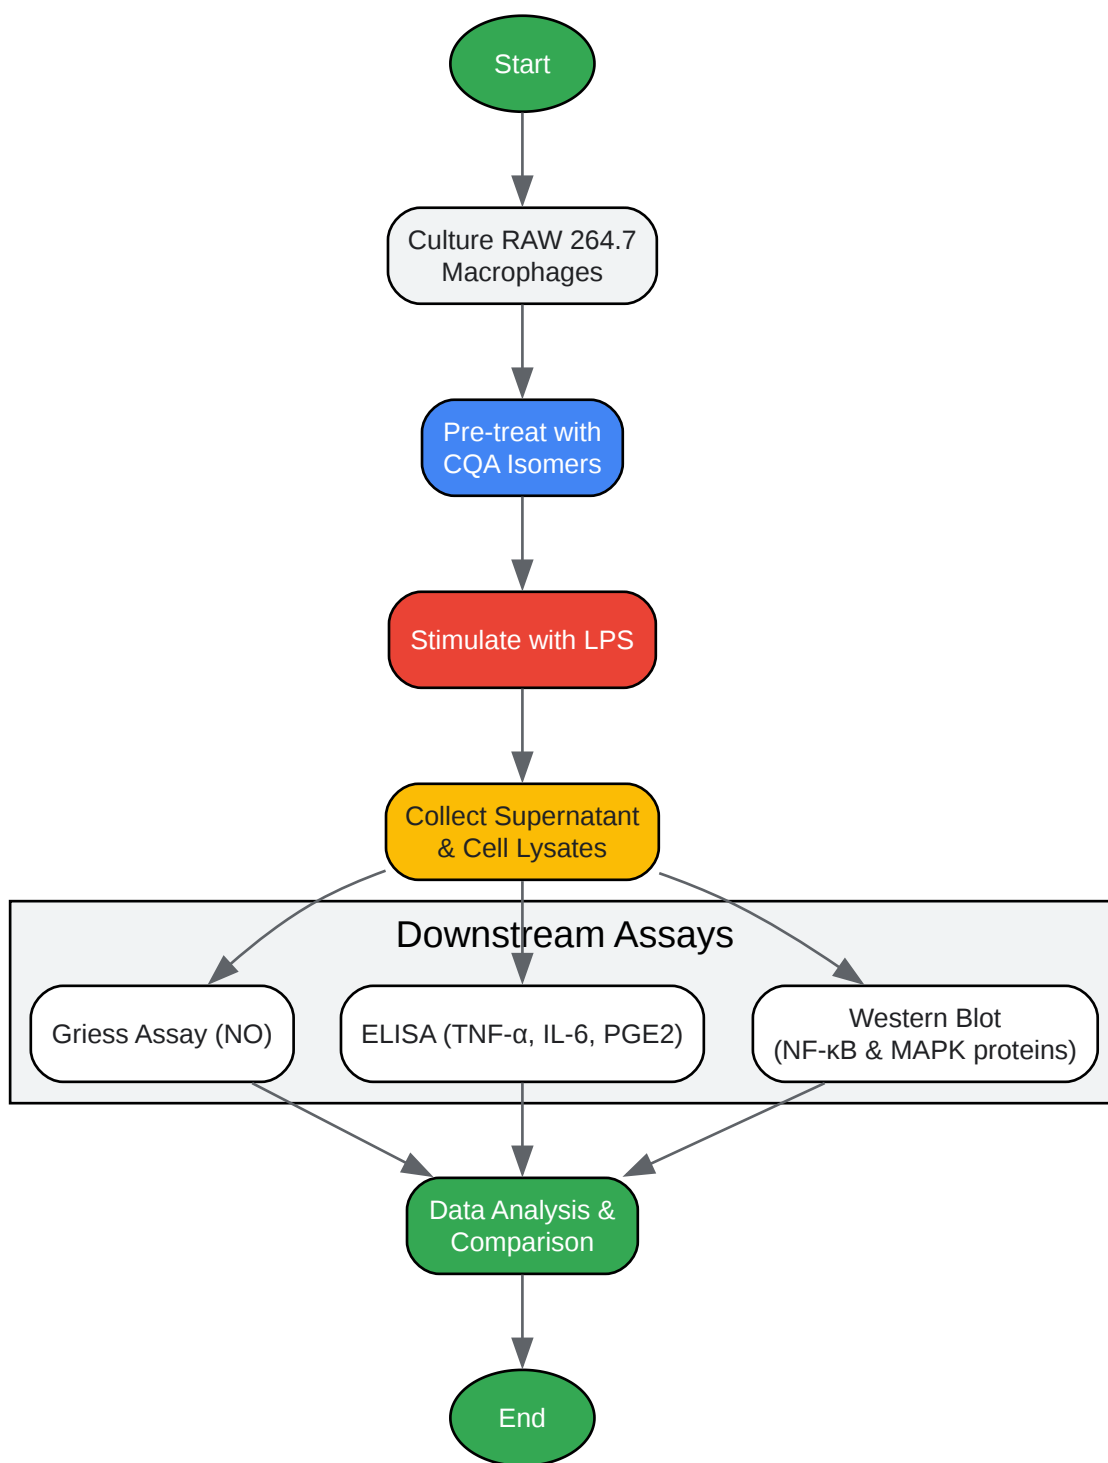 Start
Culture RAW 264.7
Macrophages
Pre-treat with
CQA Isomers
Stimulate with LPS
Collect Supernatant
& Cell Lysates
Downstream Assays
Griess Assay (NO)
ELISA (TNF-α, IL-6, PGE2)
Western Blot
(NF-κB & MAPK proteins)
Data Analysis &
Comparison
End